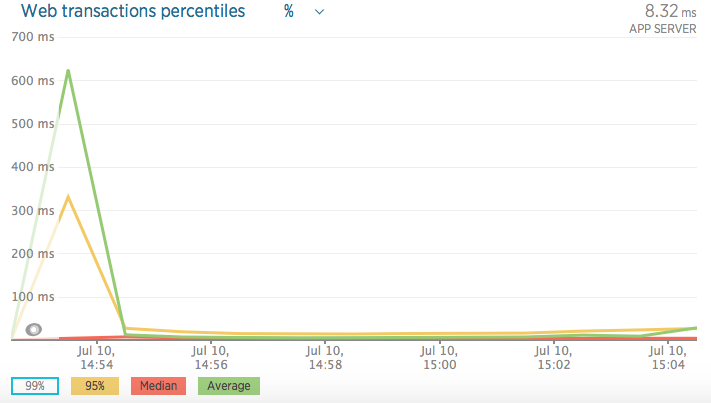 Web transactions percentiles % 8.32 ms
APP SERVER
700 ms
600 ms
500 ms
400 ms
300 ms
200 ms
100 ms
Jul 10, Jul 10, Jul 10, Jul 10, Jul 10, Jul 10,
14:54 14:56 14:58 15:00 15:02 15:04
99% 95% Median Average